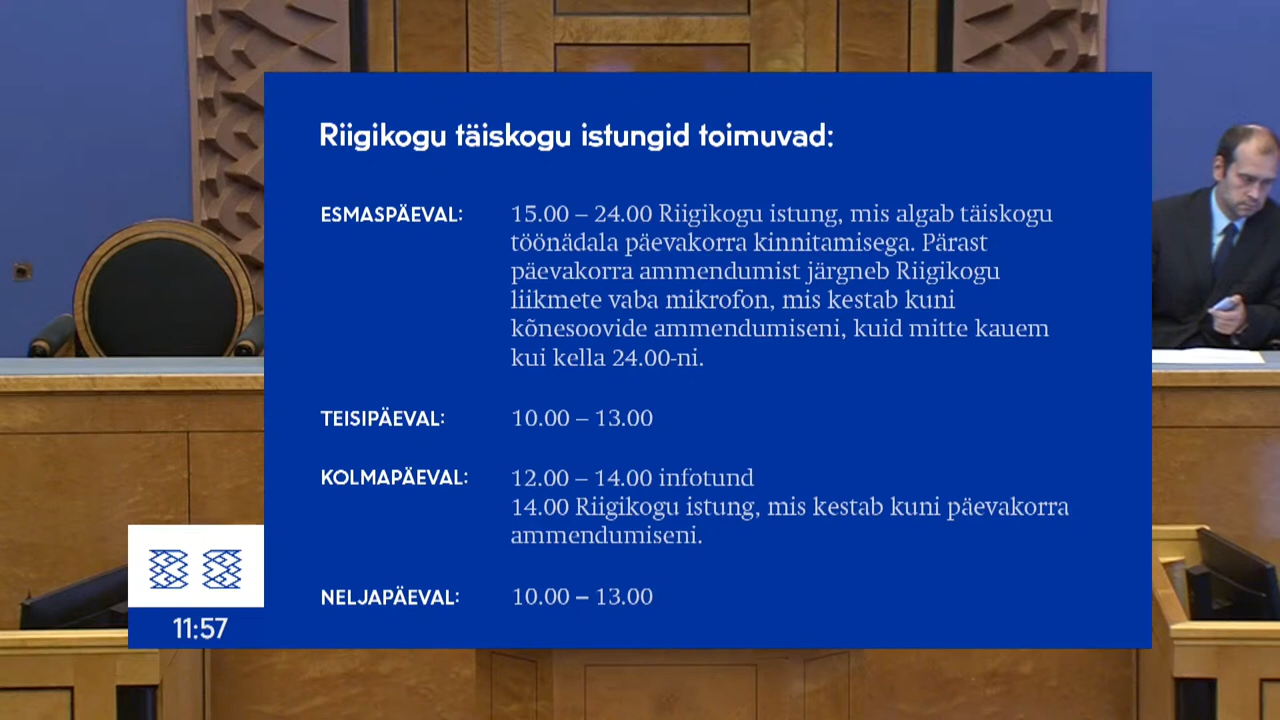 Riigikogu täiskogu istungid toimuvad:
ESMASPÄEVAL: 15.00 – 24.00 Riigikogu istung, mis algab täiskogu
töönädala päevakorra kinnitamisega. Pärast
päevakorra ammendumist järgneb Riigikogu
liikmete vaba mikrofon, mis kestab kuni
kõnesoovide ammendumiseni, kuid mitte kauem
kui kella 24.00-ni.
TEISIPÄEVAL: 10.00 – 13.00
KOLMAPÄEVAL: 12.00 – 14.00 infotund
14.00 Riigikogu istung, mis kestab kuni päevakorra
ammendumiseni.
NELJAPÄEVAL: 10.00 – 13.00
11:57